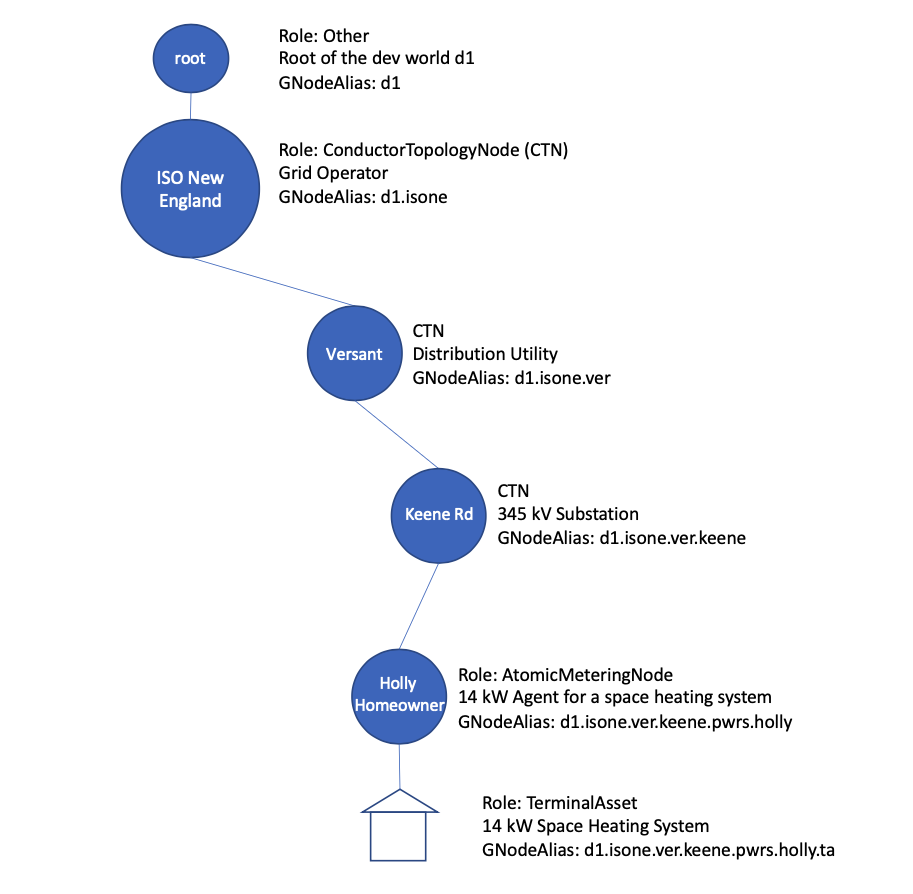 root
Role: Other
Root of the dev world d1
GNodeAlias: d1
ISO New
England
Role: ConductorTopologyNode (CTN)
Grid Operator
GNodeAlias: d1.isone
Versant
CTN
Distribution Utility
GNodeAlias: d1.isone.ver
Keene Rd
CTN
345 kV Substation
GNodeAlias: d1.isone.ver.keene
Holly
Homeowner
Role: AtomicMeteringNode
14 kW Agent for a space heating system
GNodeAlias: d1.isone.ver.keene.pwrs.holly
Role: TerminalAsset
14 kW Space Heating System
GNodeAlias: d1.isone.ver.keene.pwrs.holly.ta